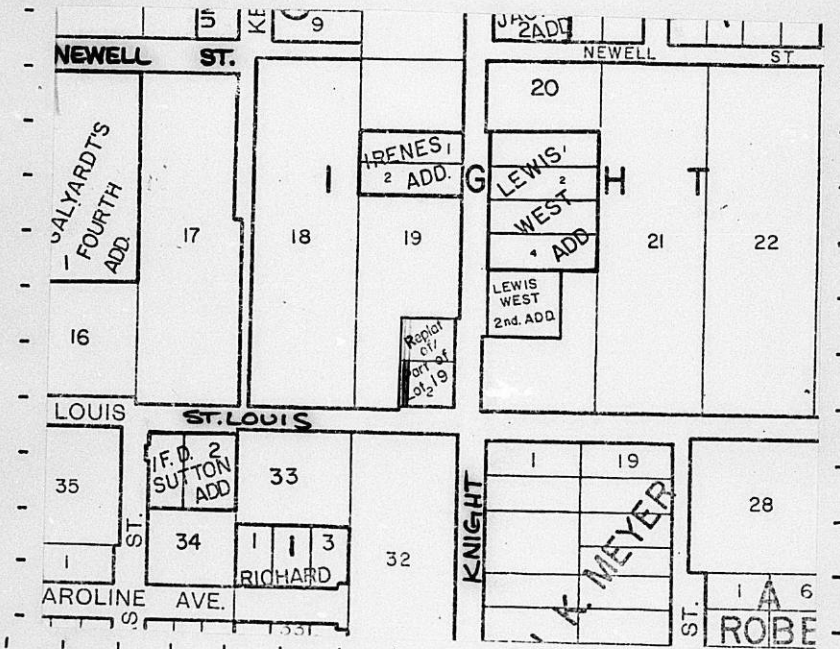 KE
9
2ADD
NEWELL ST.
NEWELL ST
20
IRENES 1
2 ADD.
LEWIS' 
2
WEST
4 ADD
I G H T
FOURTH
ADD.
1
17
18
19
21
22
LEWIS
WEST
2nd. ADD.
16
Replat
of 1
Part of
Lot 19
2
LOUIS
ST. LOUIS
1 F. D. 2
SUTTON
ADD
33
35
1
19
28
ST.
34
1 1 3
RICHARD
32
KNIGHT
K. MEYER
1
AROLINE AVE.
ST.
1 A 6
ROBE